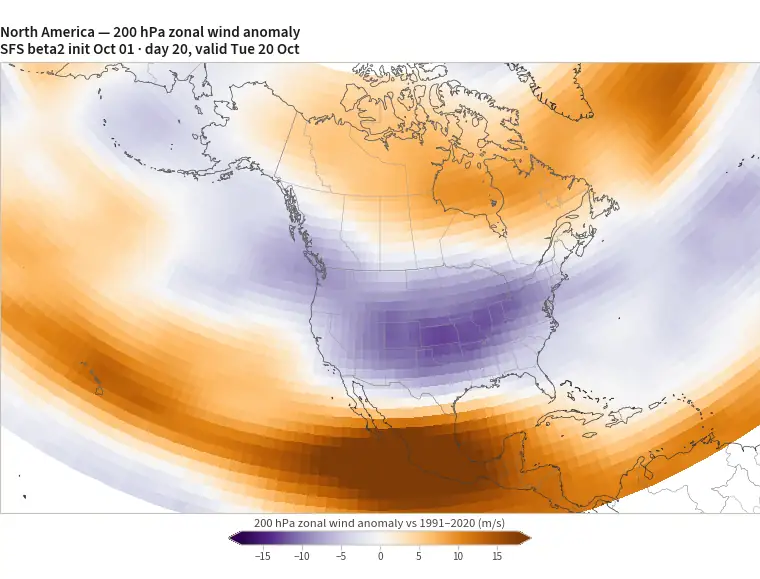 North America — 200 hPa zonal wind anomaly
SFS beta2 init Oct 01 · day 20, valid Tue 20 Oct
200 hPa zonal wind anomaly vs 1991–2020 (m/s)
−15 −10 −5 0 5 10 15